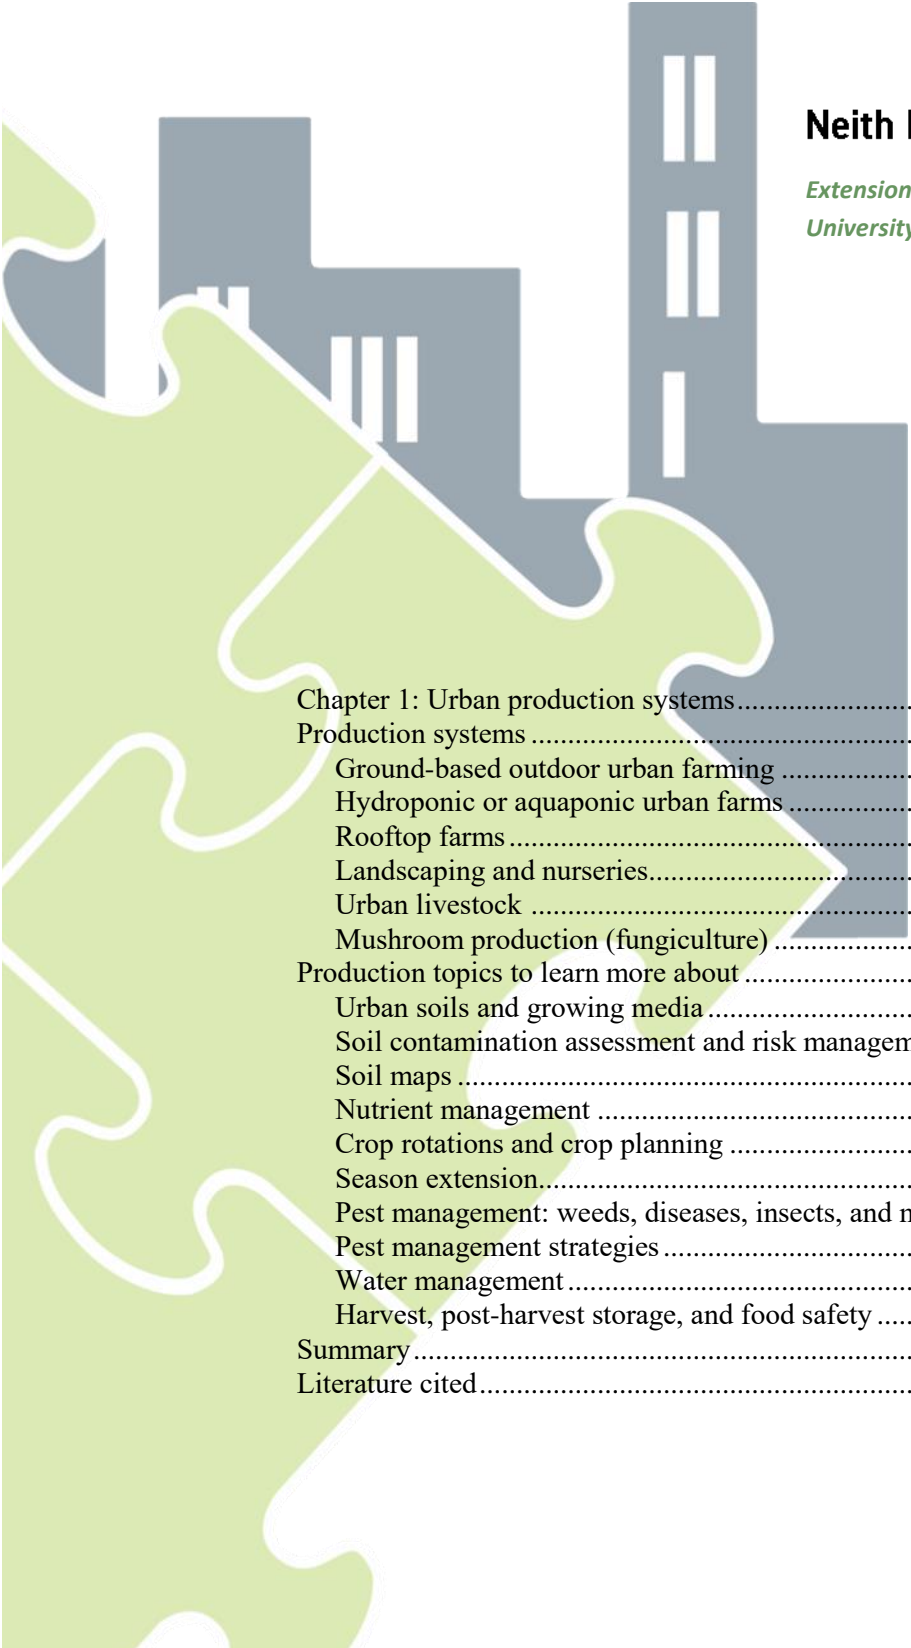 Neith
Extension
University
Chapter 1: Urban production systems........................
Production systems ........................
Ground-based outdoor urban farming ..................
Hydroponic or aquaponic urban farms ..................
Rooftop farms ........................
Landscaping and nurseries........................
Urban livestock ........................
Mushroom production (fungiculture) ..................
Production topics to learn more about ..................
Urban soils and growing media ........................
Soil contamination assessment and risk managem
Soil maps ........................
Nutrient management ........................
Crop rotations and crop planning ........................
Season extension........................
Pest management: weeds, diseases, insects, and
Pest management strategies ........................
Water management ........................
Harvest, post-harvest storage, and food safety .....
Summary ........................
Literature cited........................